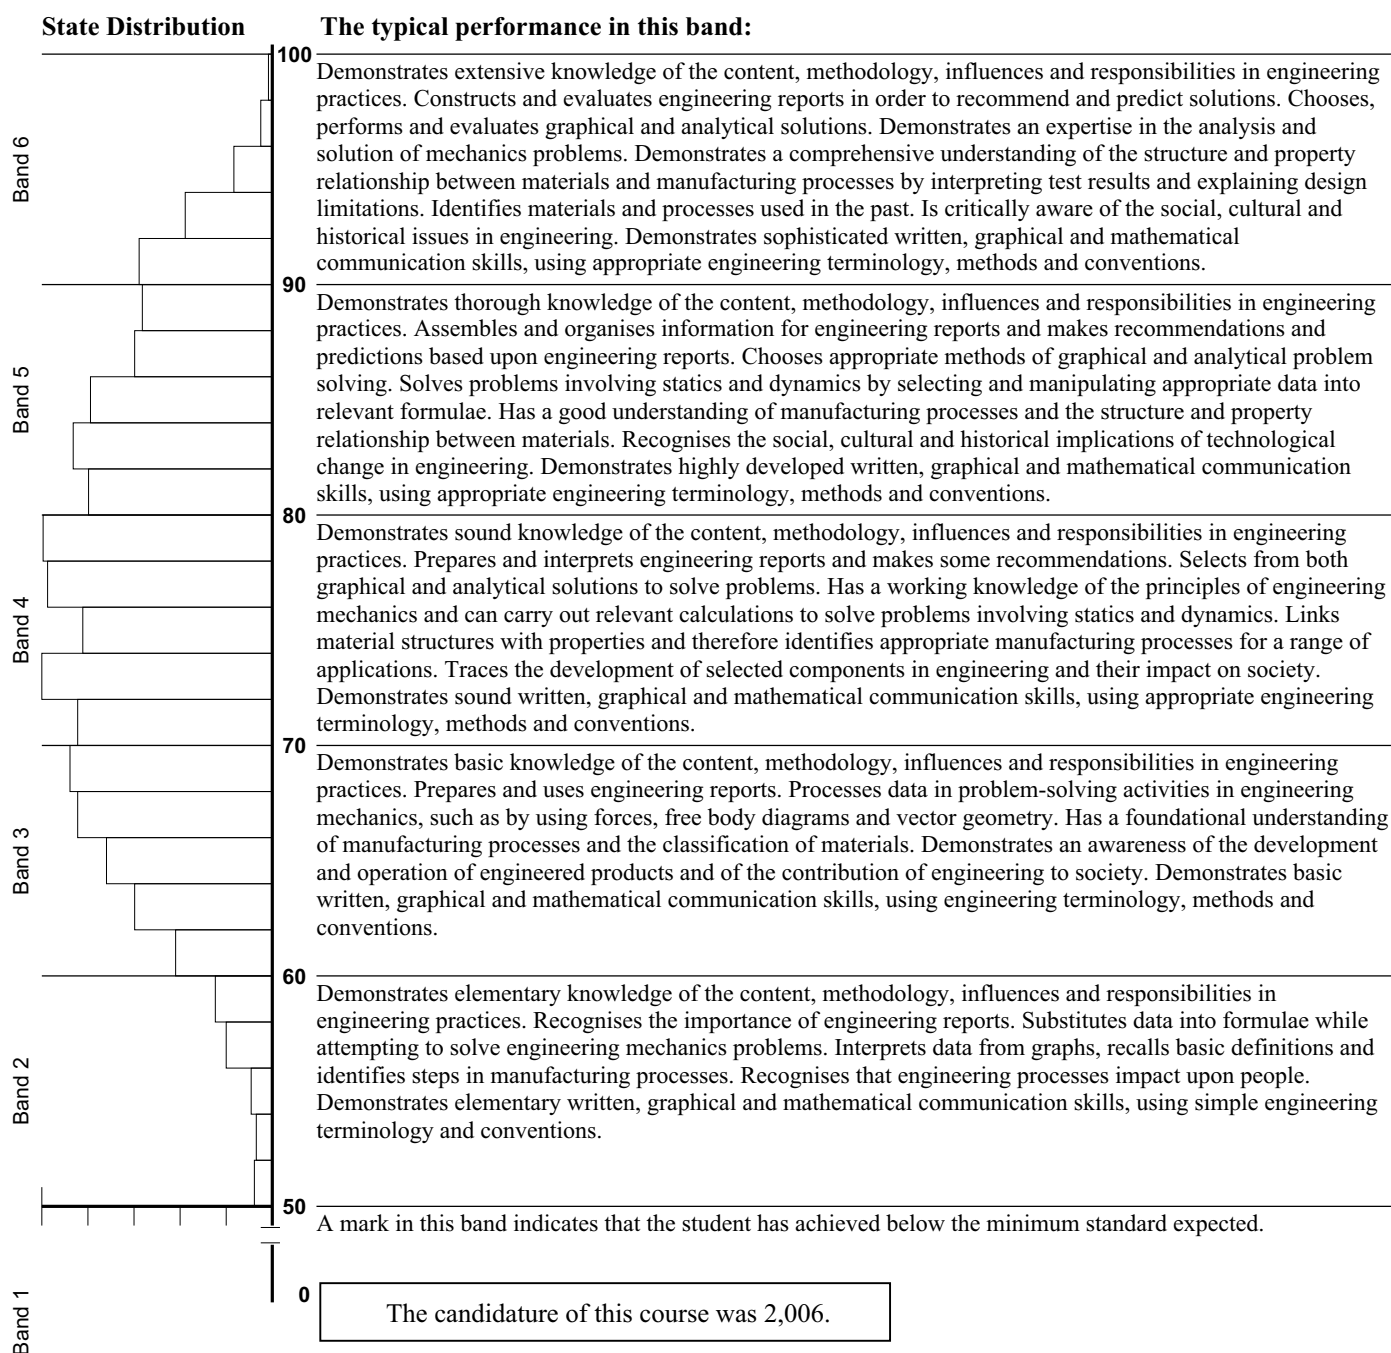 State Distribution
The typical performance in this band:
100
Band 6
Demonstrates extensive knowledge of the content, methodology, influences and responsibilities in engineering
practices. Constructs and evaluates engineering reports in order to recommend and predict solutions. Chooses,
performs and evaluates graphical and analytical solutions. Demonstrates an expertise in the analysis and
solution of mechanics problems. Demonstrates a comprehensive understanding of the structure and property
relationship between materials and manufacturing processes by interpreting test results and explaining design
limitations. Identifies materials and processes used in the past. Is critically aware of the social, cultural and
historical issues in engineering. Demonstrates sophisticated written, graphical and mathematical
communication skills, using appropriate engineering terminology, methods and conventions.
90
Band 5
Demonstrates thorough knowledge of the content, methodology, influences and responsibilities in engineering
practices. Assembles and organises information for engineering reports and makes recommendations and
predictions based upon engineering reports. Chooses appropriate methods of graphical and analytical problem
solving. Solves problems involving statics and dynamics by selecting and manipulating appropriate data into
relevant formulae. Has a good understanding of manufacturing processes and the structure and property
relationship between materials. Recognises the social, cultural and historical implications of technological
change in engineering. Demonstrates highly developed written, graphical and mathematical communication
skills, using appropriate engineering terminology, methods and conventions.
80
Band 4
Demonstrates sound knowledge of the content, methodology, influences and responsibilities in engineering
practices. Prepares and interprets engineering reports and makes some recommendations. Selects from both
graphical and analytical solutions to solve problems. Has a working knowledge of the principles of engineering
mechanics and can carry out relevant calculations to solve problems involving statics and dynamics. Links
material structures with properties and therefore identifies appropriate manufacturing processes for a range of
applications. Traces the development of selected components in engineering and their impact on society.
Demonstrates sound written, graphical and mathematical communication skills, using appropriate engineering
terminology, methods and conventions.
70
Band 3
Demonstrates basic knowledge of the content, methodology, influences and responsibilities in engineering
practices. Prepares and uses engineering reports. Processes data in problem-solving activities in engineering
mechanics, such as by using forces, free body diagrams and vector geometry. Has a foundational understanding
of manufacturing processes and the classification of materials. Demonstrates an awareness of the development
and operation of engineered products and of the contribution of engineering to society. Demonstrates basic
written, graphical and mathematical communication skills, using engineering terminology, methods and
conventions.
60
Band 2
Demonstrates elementary knowledge of the content, methodology, influences and responsibilities in
engineering practices. Recognises the importance of engineering reports. Substitutes data into formulae while
attempting to solve engineering mechanics problems. Interprets data from graphs, recalls basic definitions and
identifies steps in manufacturing processes. Recognises that engineering processes impact upon people.
Demonstrates elementary written, graphical and mathematical communication skills, using simple engineering
terminology and conventions.
50
A mark in this band indicates that the student has achieved below the minimum standard expected.
Band 1
0
The candidature of this course was 2,006.